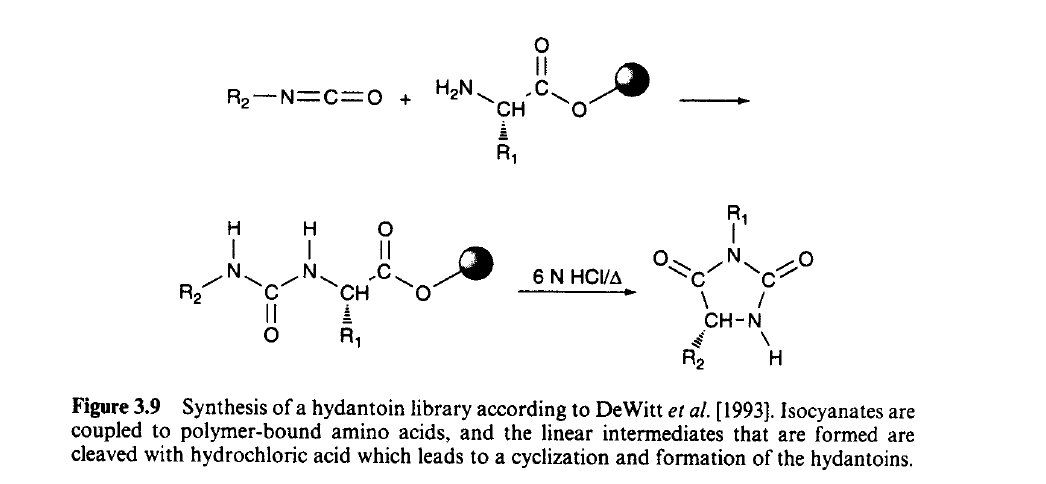 R2—N=C=O + H2N CH C O O R1
H H O
R2 N C N CH C O O R1
6 N HCl/Δ
R1
O C N C O
CH-N
R2 H
Figure 3.9 Synthesis of a hydantoin library according to DeWitt et al. [1993]. Isocyanates are
coupled to polymer-bound amino acids, and the linear intermediates that are formed are
cleaved with hydrochloric acid which leads to a cyclization and formation of the hydantoins.